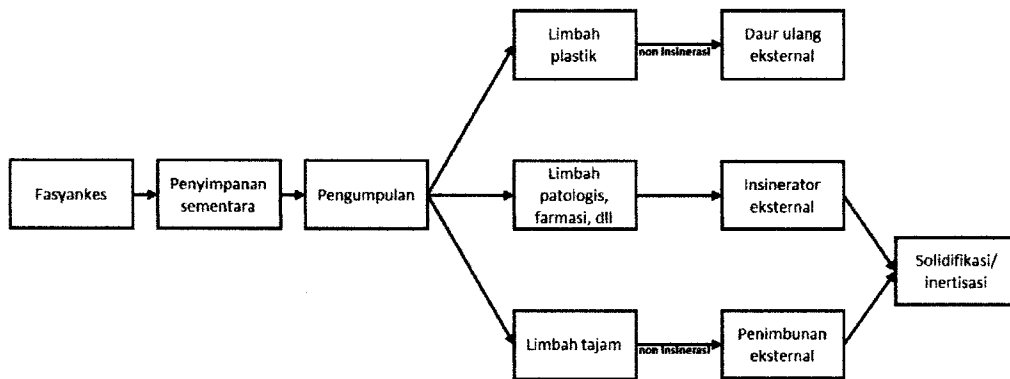 Limbah
plastik
non insinerasi
Daur ulang
eksternal
Fasyankes
Penyimpanan
sementara
Pengumpulan
Limbah
patologis,
farmasi, dll
Insinerator
eksternal
Solidifikasi/
inertisasi
Limbah tajam
non insinerasi
Penimbunan
eksternal